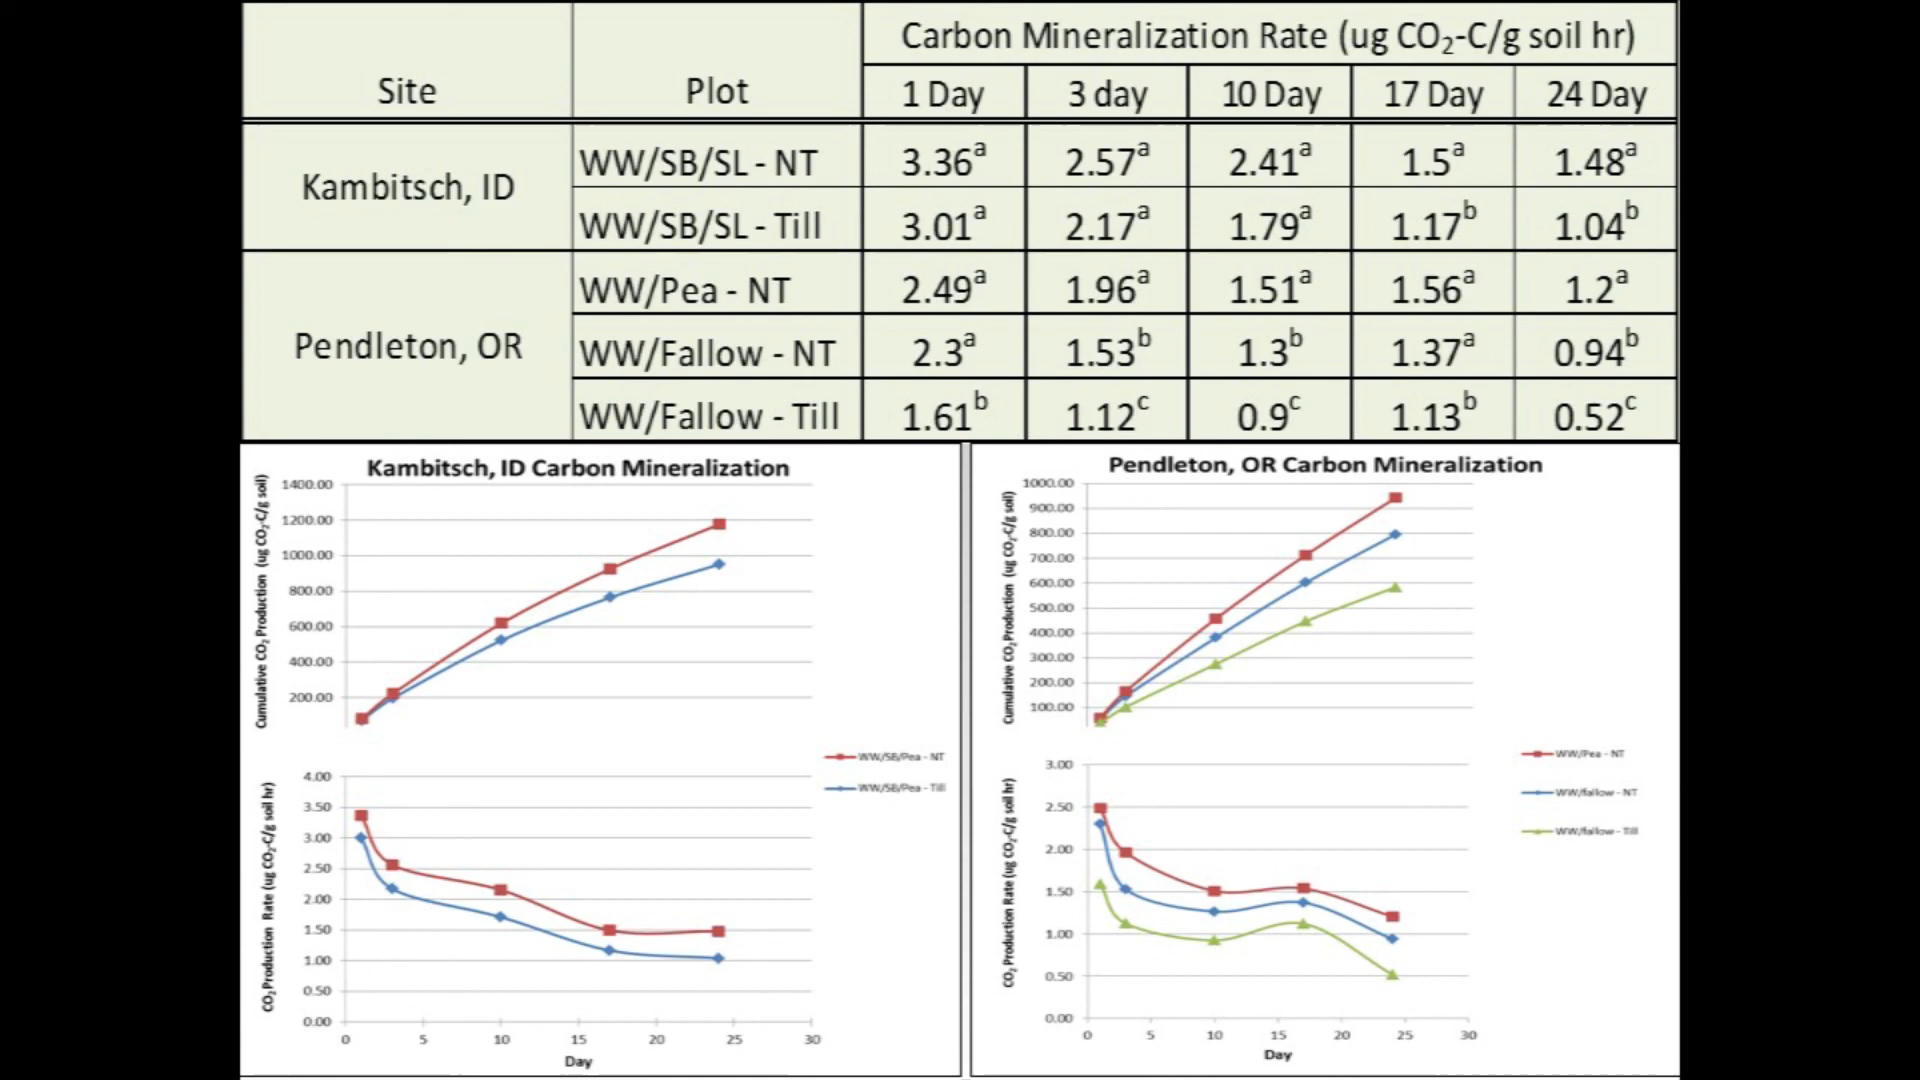 Site Plot Carbon Mineralization Rate (ug CO₂-C/g soil hr)
1 Day 3 day 10 Day 17 Day 24 Day
Kambitsch, ID
WW/SB/SL - NT 3.36ᵃ 2.57ᵃ 2.41ᵃ 1.5ᵃ 1.48ᵃ
WW/SB/SL - Till 3.01ᵃ 2.17ᵃ 1.79ᵃ 1.17ᵇ 1.04ᵇ
Pendleton, OR
WW/Pea - NT 2.49ᵃ 1.96ᵃ 1.51ᵃ 1.56ᵃ 1.2ᵃ
WW/Fallow - NT 2.3ᵃ 1.53ᵇ 1.3ᵇ 1.37ᵃ 0.94ᵇ
WW/Fallow - Till 1.61ᵇ 1.12ᶜ 0.9ᶜ 1.13ᵇ 0.52ᶜ
Kambitsch, ID Carbon Mineralization
Cumulative CO₂ Production (ug CO₂-C/g soil)
1400.00
1200.00
1000.00
800.00
600.00
400.00
200.00
WW/SB/Pea - NT
WW/SB/Pea - Till
CO₂ Production Rate (ug CO₂-C/g soil hr)
4.00
3.50
3.00
2.50
2.00
1.50
1.00
0.50
0.00
0 5 10 15 20 25 30
Day
Pendleton, OR Carbon Mineralization
Cumulative CO₂ Production (ug CO₂-C/g soil)
1000.00
900.00
800.00
700.00
600.00
500.00
400.00
300.00
200.00
100.00
WW/Pea - NT
WW/fallow - NT
WW/fallow - Till
CO₂ Production Rate (ug CO₂-C/g soil hr)
3.00
2.50
2.00
1.50
1.00
0.50
0.00
0 5 10 15 20 25 30
Day